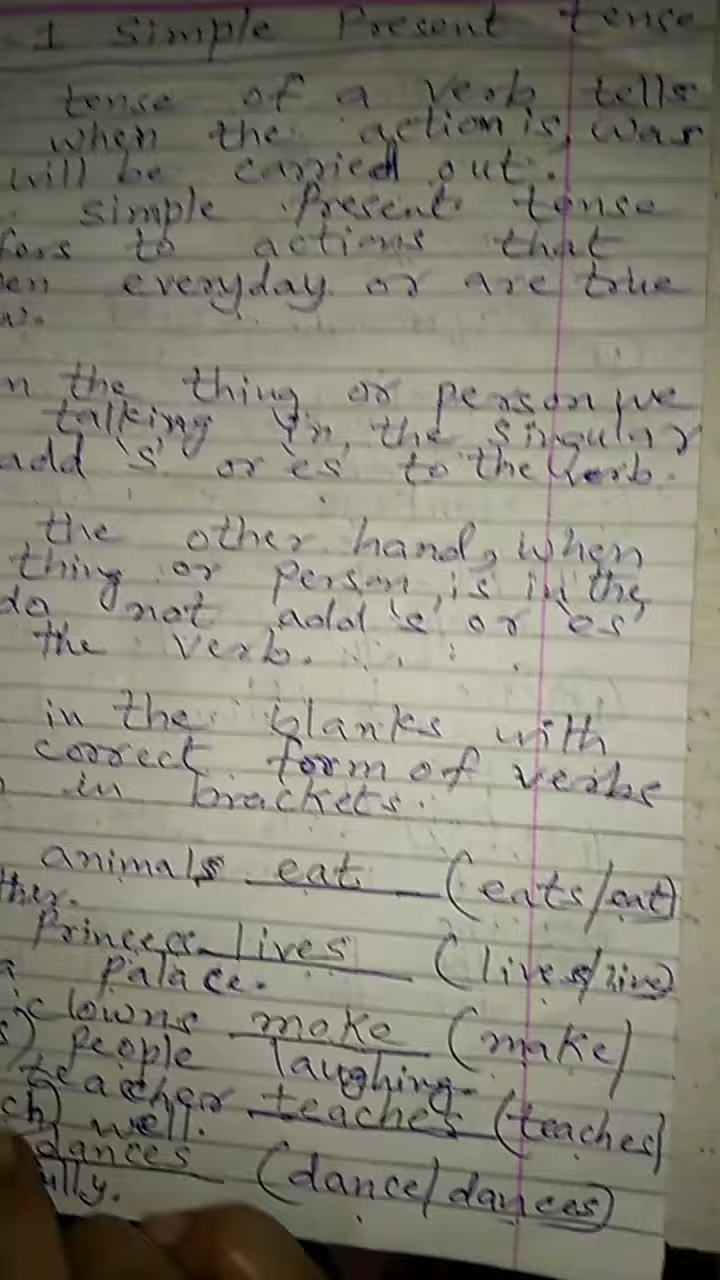 1 Simple Present tense
tense of a verb tells
when the action is, was
will be carried out.
simple Present tense
fers to actions that
en everyday or are true
w.
n the thing or person we
talking in the singular
add 's' or 'es' to the verb.
the other hand, when
thing or person is in the
do not add 's' or 'es'
the verb.
in the blanks with
correct form of verbs
in brackets.
animals eat (eats/eat)
ther.
Princess lives (lives/live)
a palace.
clowns make (make/
s) people laughing.
teacher teaches (teaches/
ch) well.
dances (dance/dances)
ully.